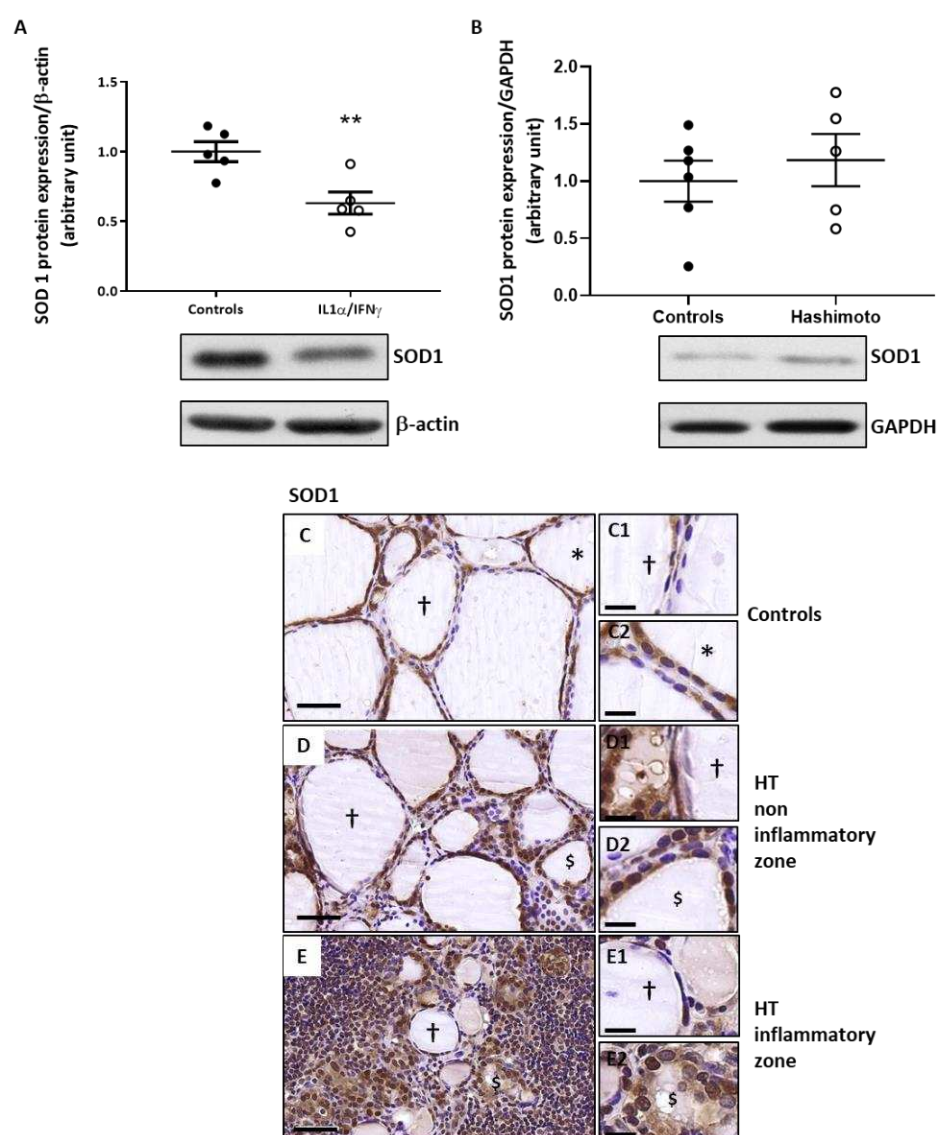 A
SOD 1 protein expression/β-actin
(arbitrary unit)
1.5
1.0
0.5
0.0
**
Controls
IL1α/IFNγ
SOD1
β-actin
B
SOD1 protein expression/GAPDH
(arbitrary unit)
2.0
1.5
1.0
0.5
0.0
Controls
Hashimoto
SOD1
GAPDH
SOD1
C
†
*
C1
†
C2
*
Controls
D
†
$
D1
†
D2
$
HT
non
inflammatory
zone
E
†
$
E1
†
E2
$
HT
inflammatory
zone